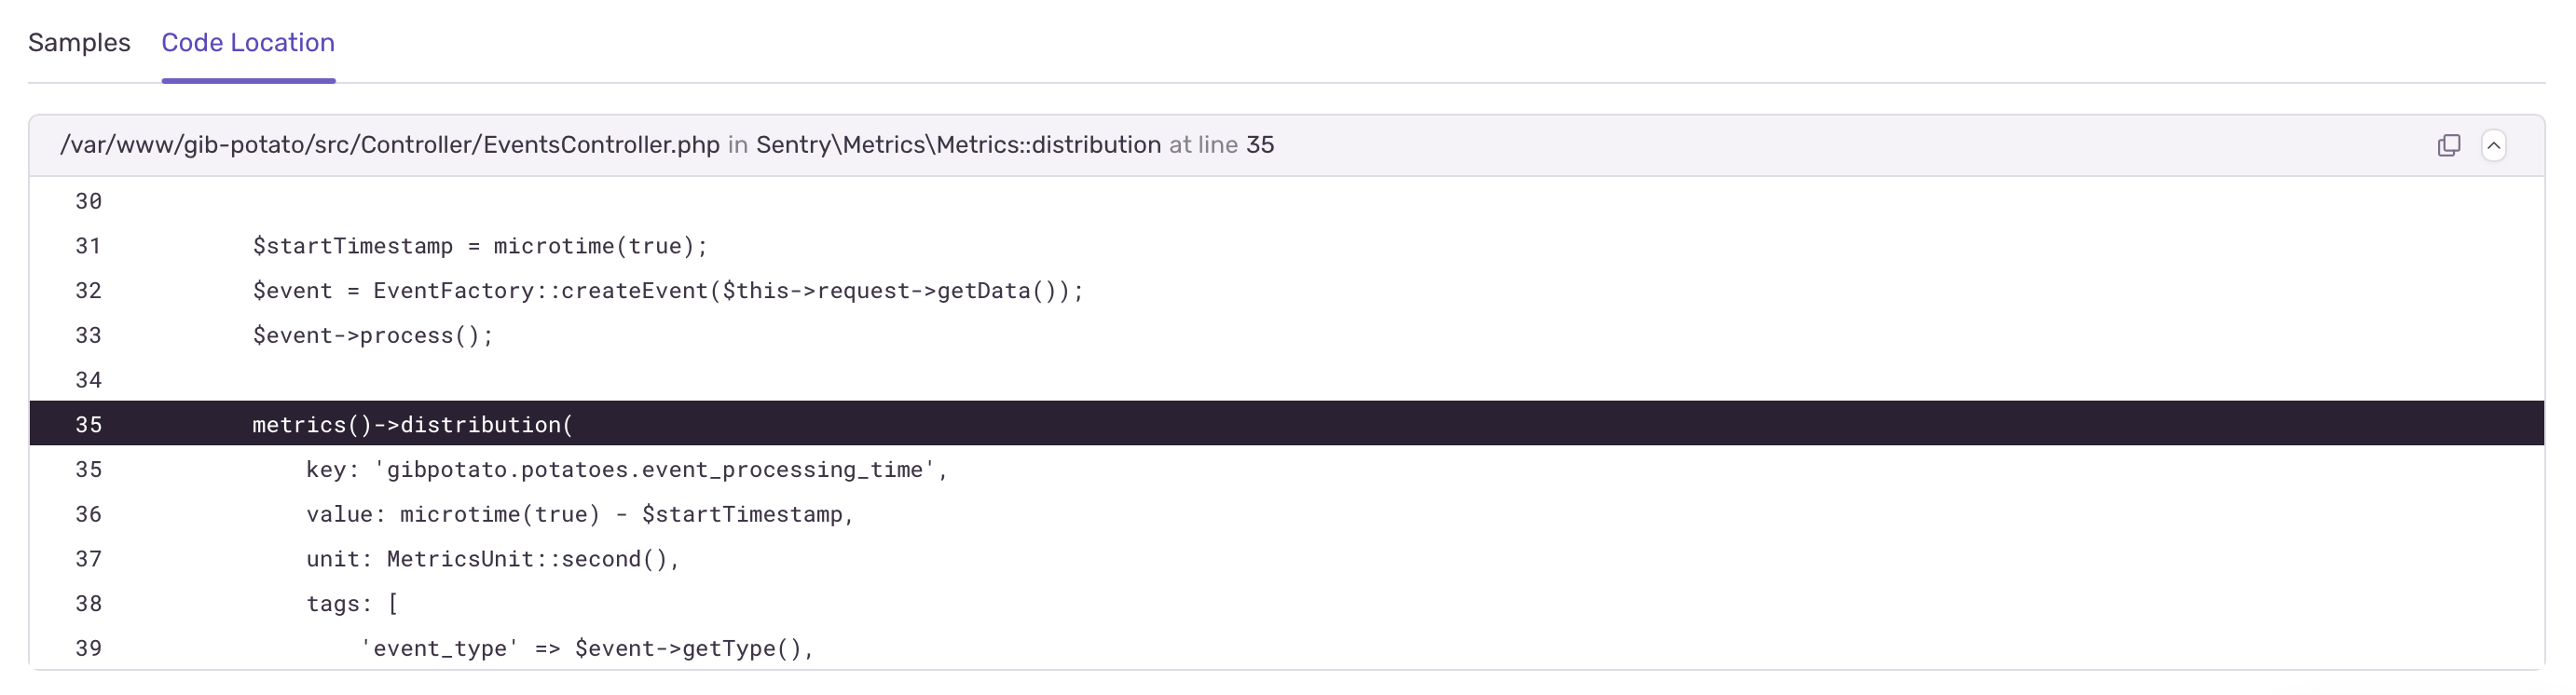 Samples Code Location
/var/www/gib-potato/src/Controller/EventsController.php in Sentry\Metrics\Metrics::distribution at line 35
30
31 $startTimestamp = microtime(true);
32 $event = EventFactory::createEvent($this->request->getData());
33 $event->process();
34
35 metrics()->distribution(
35 key: 'gibpotato.potatoes.event_processing_time',
36 value: microtime(true) - $startTimestamp,
37 unit: MetricsUnit::second(),
38 tags: [
39 'event_type' => $event->getType(),